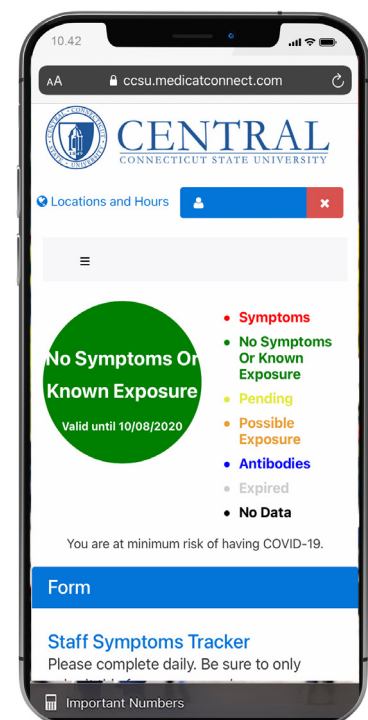 10.42
AA ccsu.medicatconnect.com
CENTRAL
CONNECTICUT STATE UNIVERSITY
Locations and Hours
No Symptoms Or
Known Exposure
Valid until 10/08/2020
Symptoms
No Symptoms
Or Known
Exposure
Pending
Possible
Exposure
Antibodies
Expired
No Data
You are at minimum risk of having COVID-19.
Form
Staff Symptoms Tracker
Please complete daily. Be sure to only
Important Numbers